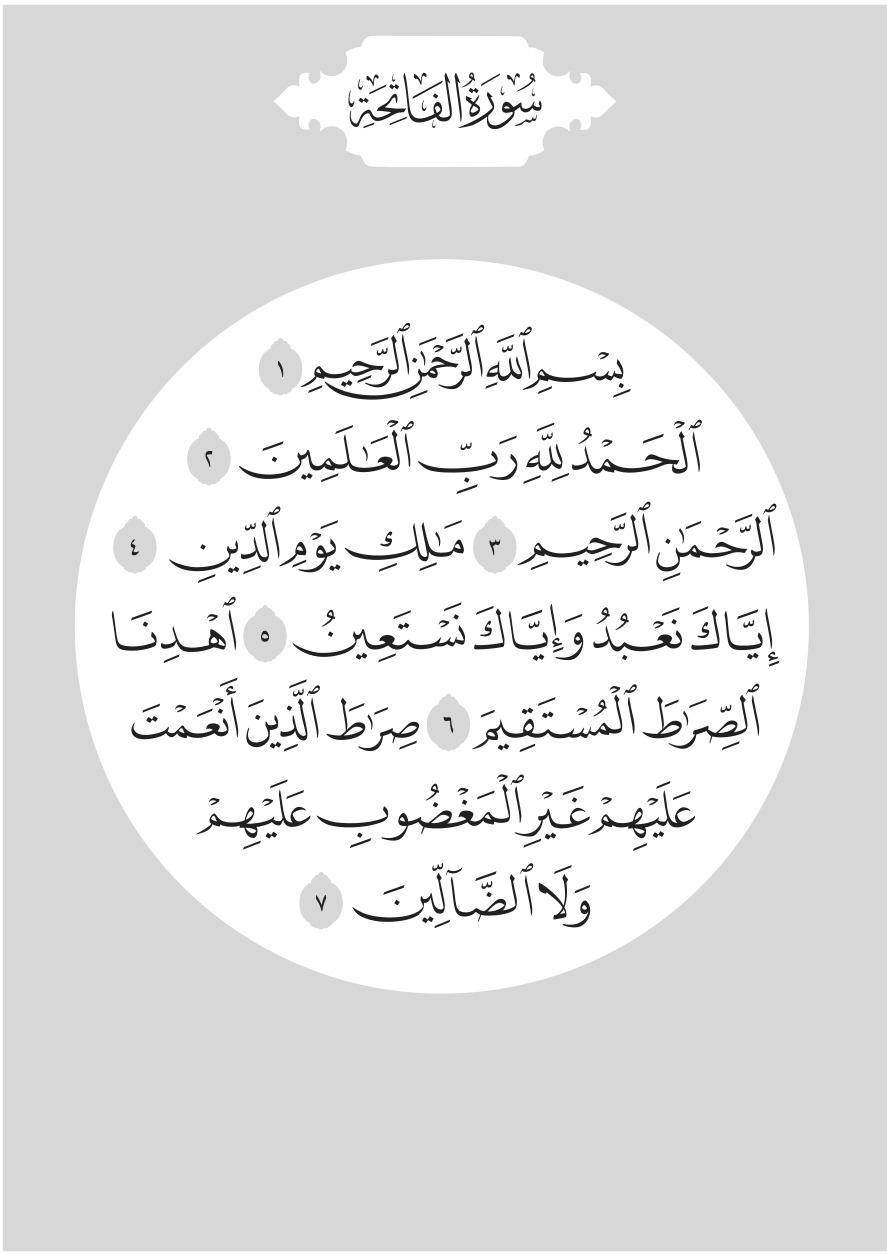 سُورَةُ الفَاتِحَةِ
بِسْمِ ٱللَّهِ ٱلرَّحْمَٰنِ ٱلرَّحِيمِ ١
ٱلْحَمْدُ لِلَّهِ رَبِّ ٱلْعَٰلَمِينَ ٢
ٱلرَّحْمَٰنِ ٱلرَّحِيمِ ٣ مَٰلِكِ يَوْمِ ٱلدِّينِ ٤
إِيَّاكَ نَعْبُدُ وَإِيَّاكَ نَسْتَعِينُ ٥ ٱهْدِنَا
ٱلصِّرَٰطَ ٱلْمُسْتَقِيمَ ٦ صِرَٰطَ ٱلَّذِينَ أَنْعَمْتَ
عَلَيْهِمْ غَيْرِ ٱلْمَغْضُوبِ عَلَيْهِمْ
وَلَا ٱلضَّآلِّينَ ٧